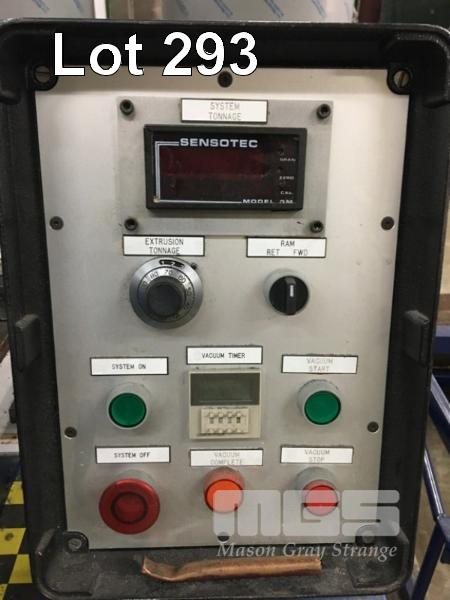 Lot 293
SYSTEM
TONNAGE
SENSOTEC
GRAN
ZERO
CAL
MODEL GM
EXTRUSION
TONNAGE
RAM
RET FWD
SYSTEM ON
VACUUM TIMER
VACUUM
START
SYSTEM OFF
VACUUM
COMPLETE
VACUUM
STOP
MGS
Mason Gray Strange